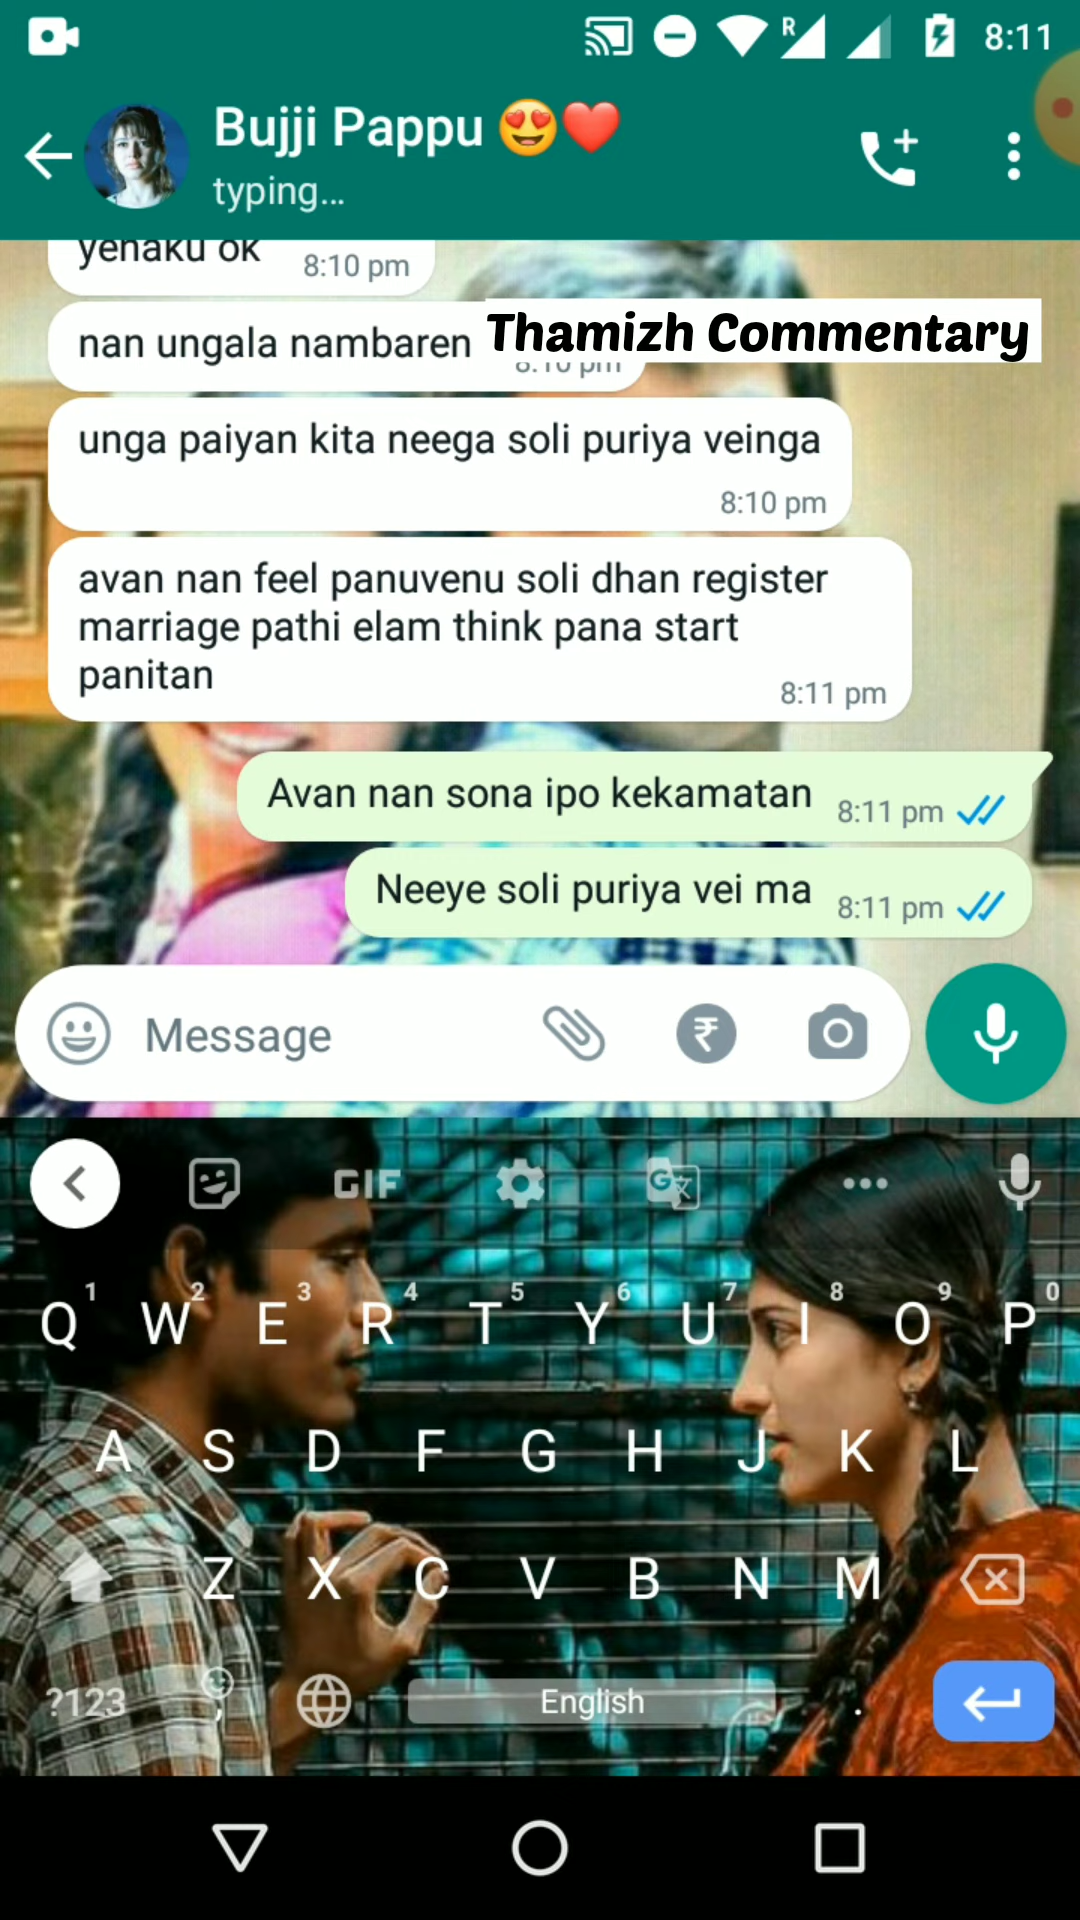 8:11
Bujji Pappu 😍❤️
typing...
yenaku ok 8:10 pm
nan ungala nambaren
Thamizh Commentary
8:10 pm
unga paiyan kita neega soli puriya veinga
8:10 pm
avan nan feel panuvenu soli dhan register
marriage pathi elam think pana start
panitan 8:11 pm
Avan nan sona ipo kekamatan 8:11 pm
Neeye soli puriya vei ma 8:11 pm
Message
GIF
1 2 3 4 5 6 7 8 9 0
Q W E R T Y U I O P
A S D F G H J K L
Z X C V B N M
?123 , English .